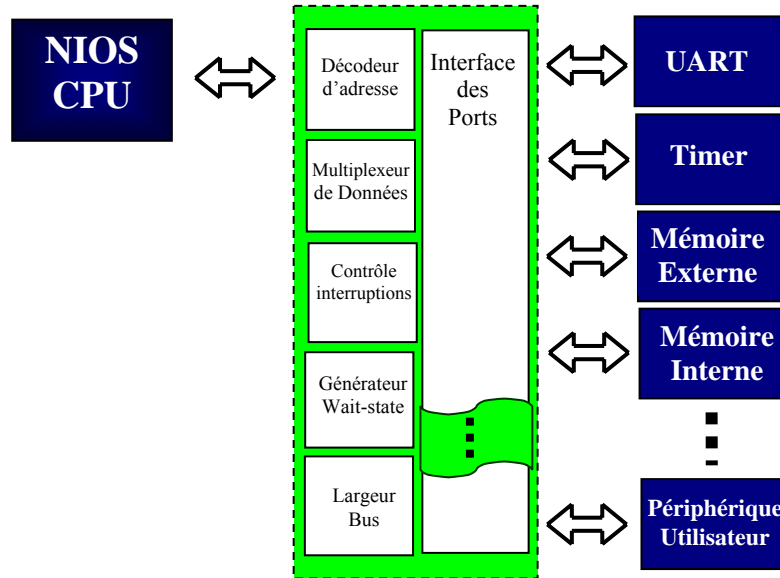 NIOS
CPU
Décodeur
d'adresse
Multiplexeur
de Données
Contrôle
interruptions
Générateur
Wait-state
Largeur
Bus
Interface
des
Ports
UART
Timer
Mémoire
Externe
Mémoire
Interne
Périphérique
Utilisateur